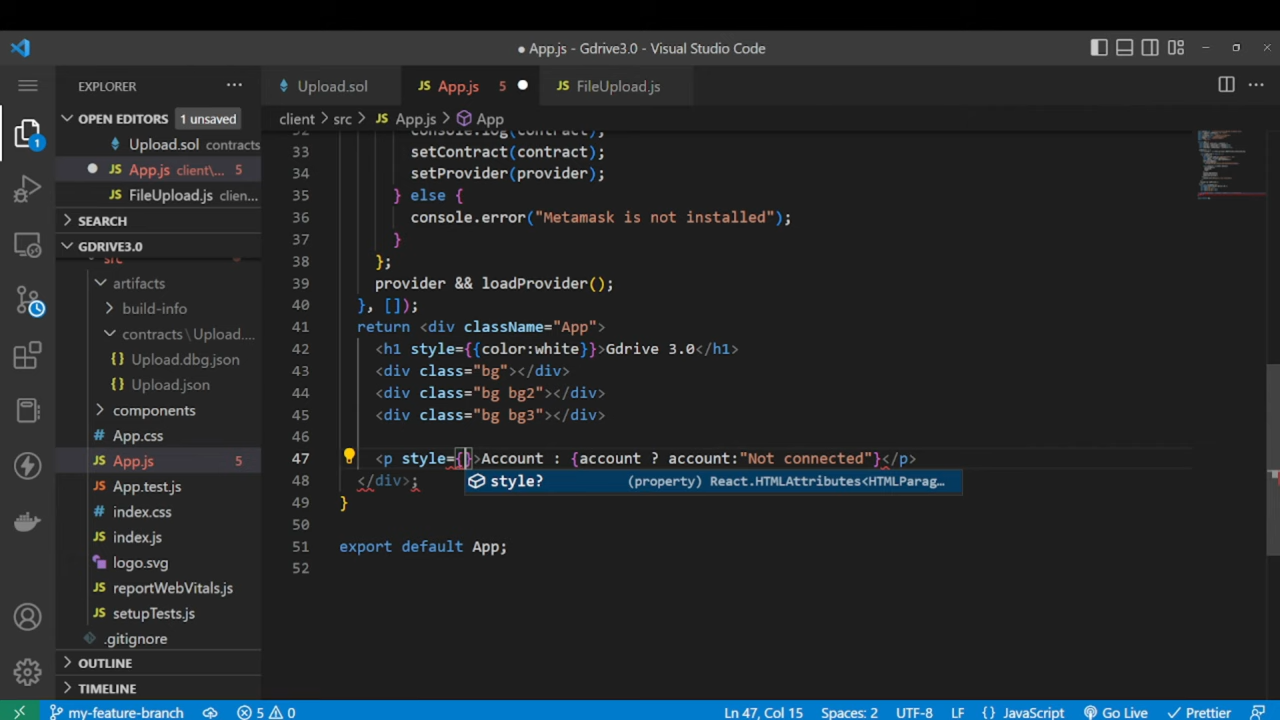 ● App.js - Gdrive3.0 - Visual Studio Code
EXPLORER ···
Upload.sol
JS App.js 5 ●
JS FileUpload.js
OPEN EDITORS 1 unsaved
Upload.sol contracts
● JS App.js client\... 5
JS FileUpload.js clien...
SEARCH
GDRIVE3.0
src
artifacts
build-info
contracts \ Upload....
{} Upload.dbg.json
{} Upload.json
components
# App.css
JS App.js 5
JS App.test.js
# index.css
JS index.js
logo.svg
JS reportWebVitals.js
JS setupTests.js
.gitignore
OUTLINE
TIMELINE
1
client > src > JS App.js > App
32 console.log(contract);
33 setContract(contract);
34 setProvider(provider);
35 } else {
36 console.error("Metamask is not installed");
37 }
38 };
39 provider && loadProvider();
40 }, []);
41 return <div className="App">
42 <h1 style={{color:white}}>Gdrive 3.0</h1>
43 <div class="bg"></div>
44 <div class="bg bg2"></div>
45 <div class="bg bg3"></div>
46
47 <p style={}>Account : {account ? account:"Not connected"}</p>
style? (property) React.HTMLAttributes<HTMLParag...
48 </div>;
49 }
50
51 export default App;
52
my-feature-branch 5 0 Ln 47, Col 15 Spaces: 2 UTF-8 LF {} JavaScript Go Live Prettier